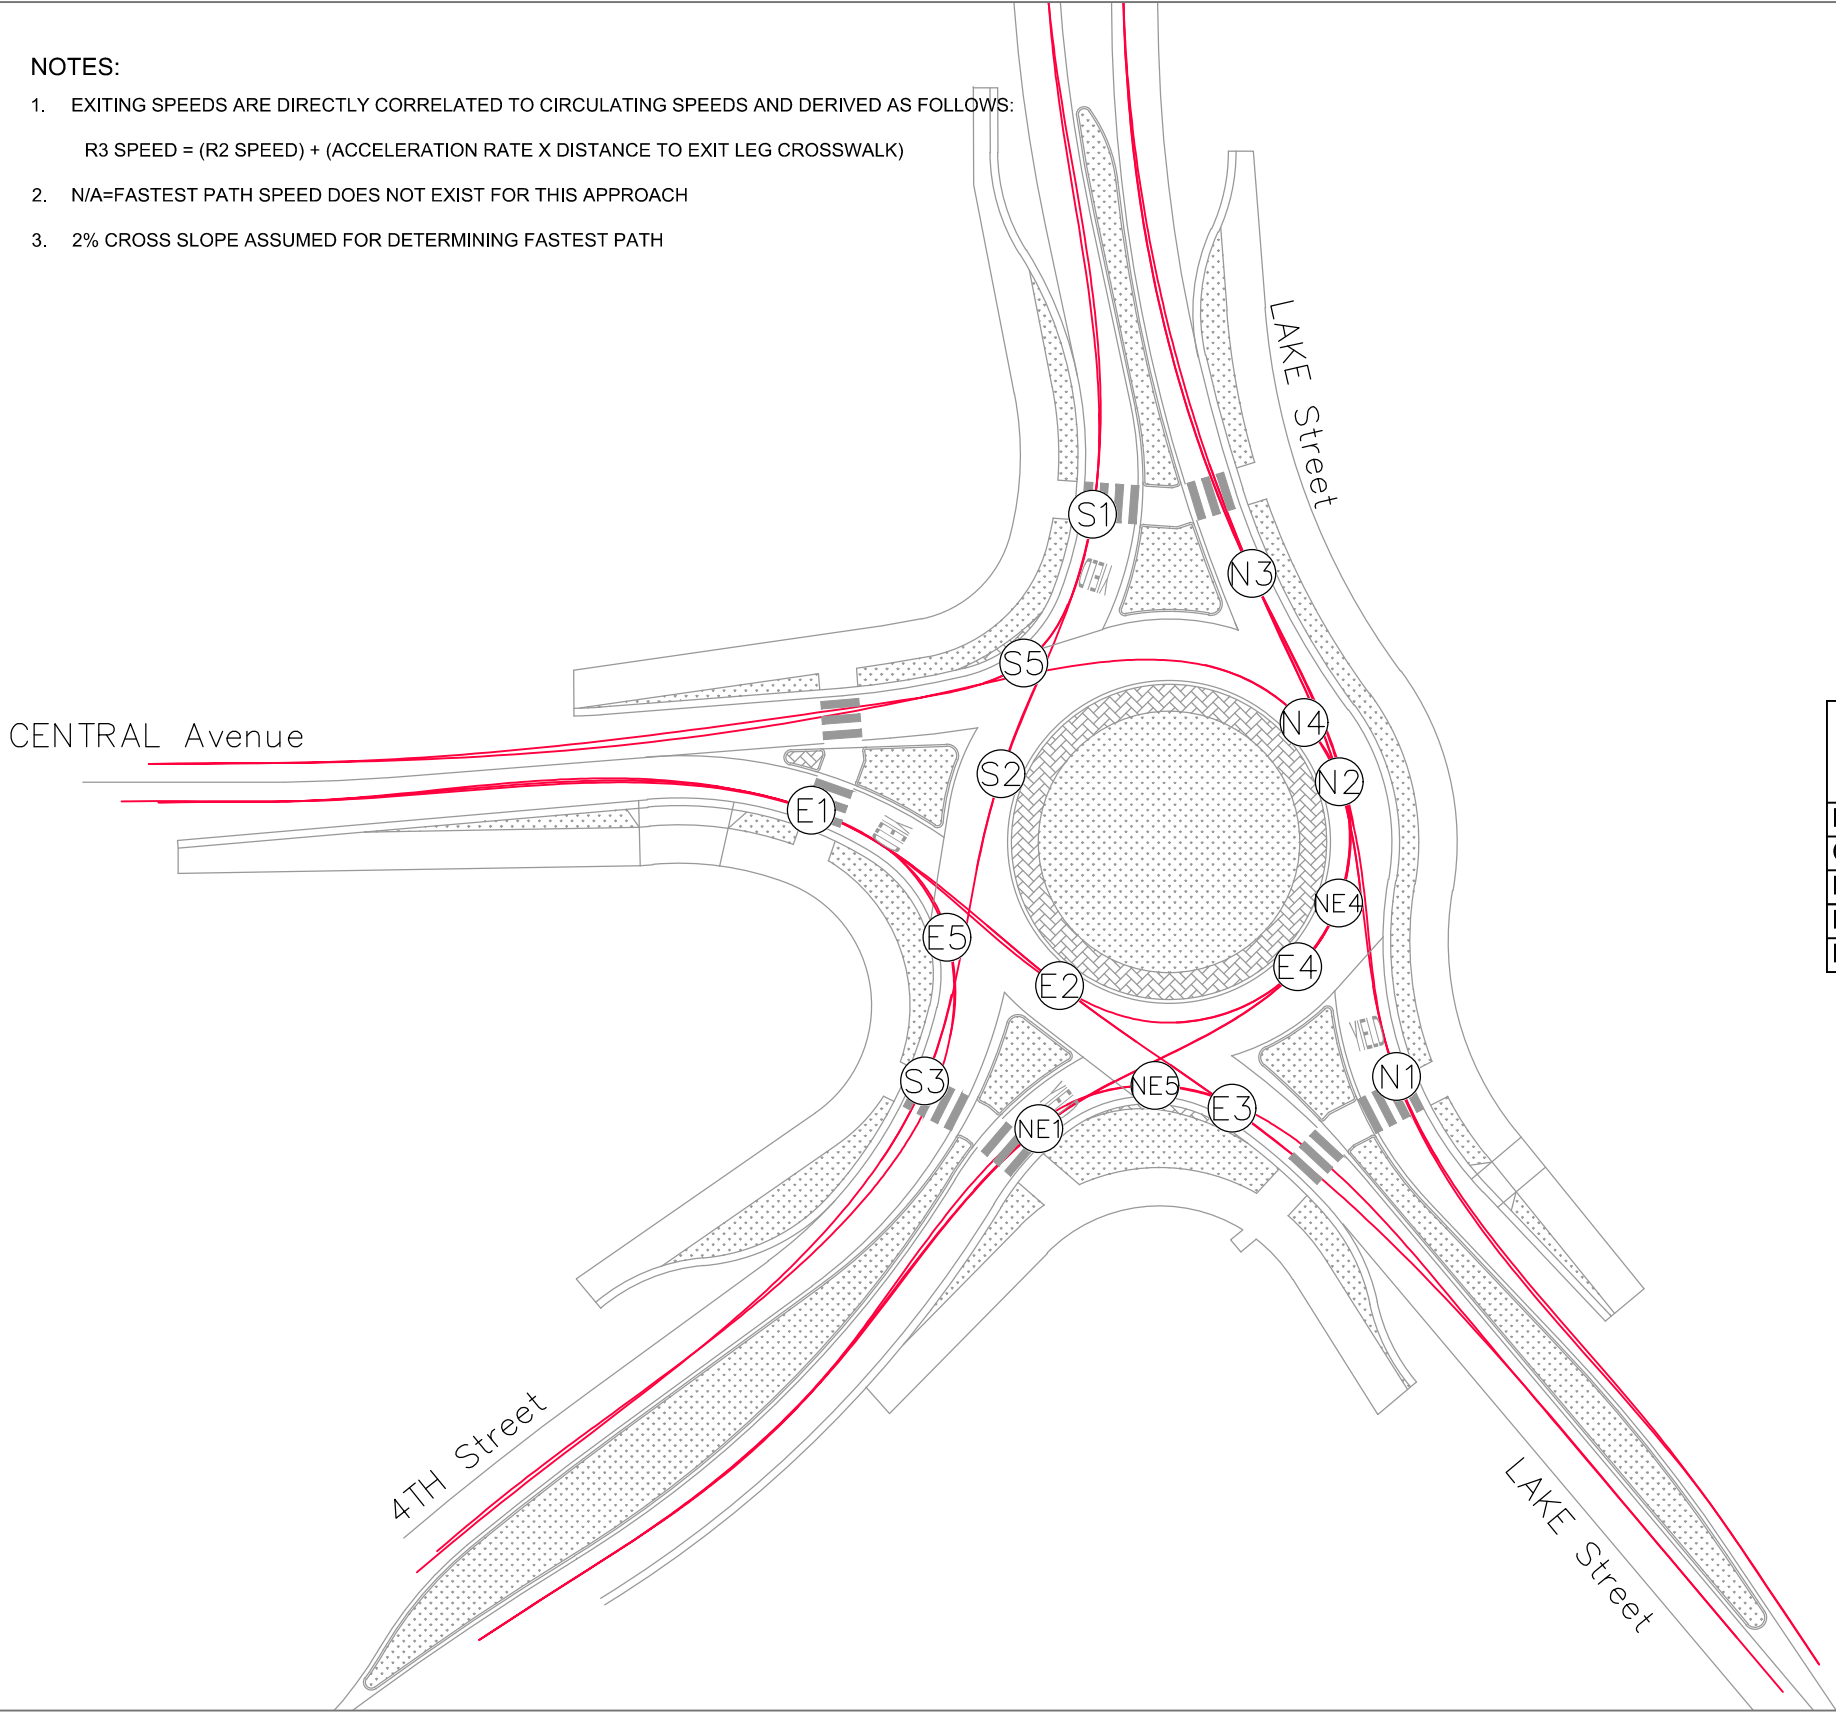 NOTES:
1. EXITING SPEEDS ARE DIRECTLY CORRELATED TO CIRCULATING SPEEDS AND DERIVED AS FOLLOWS:
R3 SPEED = (R2 SPEED) + (ACCELERATION RATE X DISTANCE TO EXIT LEG CROSSWALK)
2. N/A=FASTEST PATH SPEED DOES NOT EXIST FOR THIS APPROACH
3. 2% CROSS SLOPE ASSUMED FOR DETERMINING FASTEST PATH
LAKE Street
S1
N3
S5
N4
CENTRAL Avenue
S2
N2
E1
NE4
E5
E4
E2
N1
S3
NE5
E3
NE1
4TH Street
LAKE Street